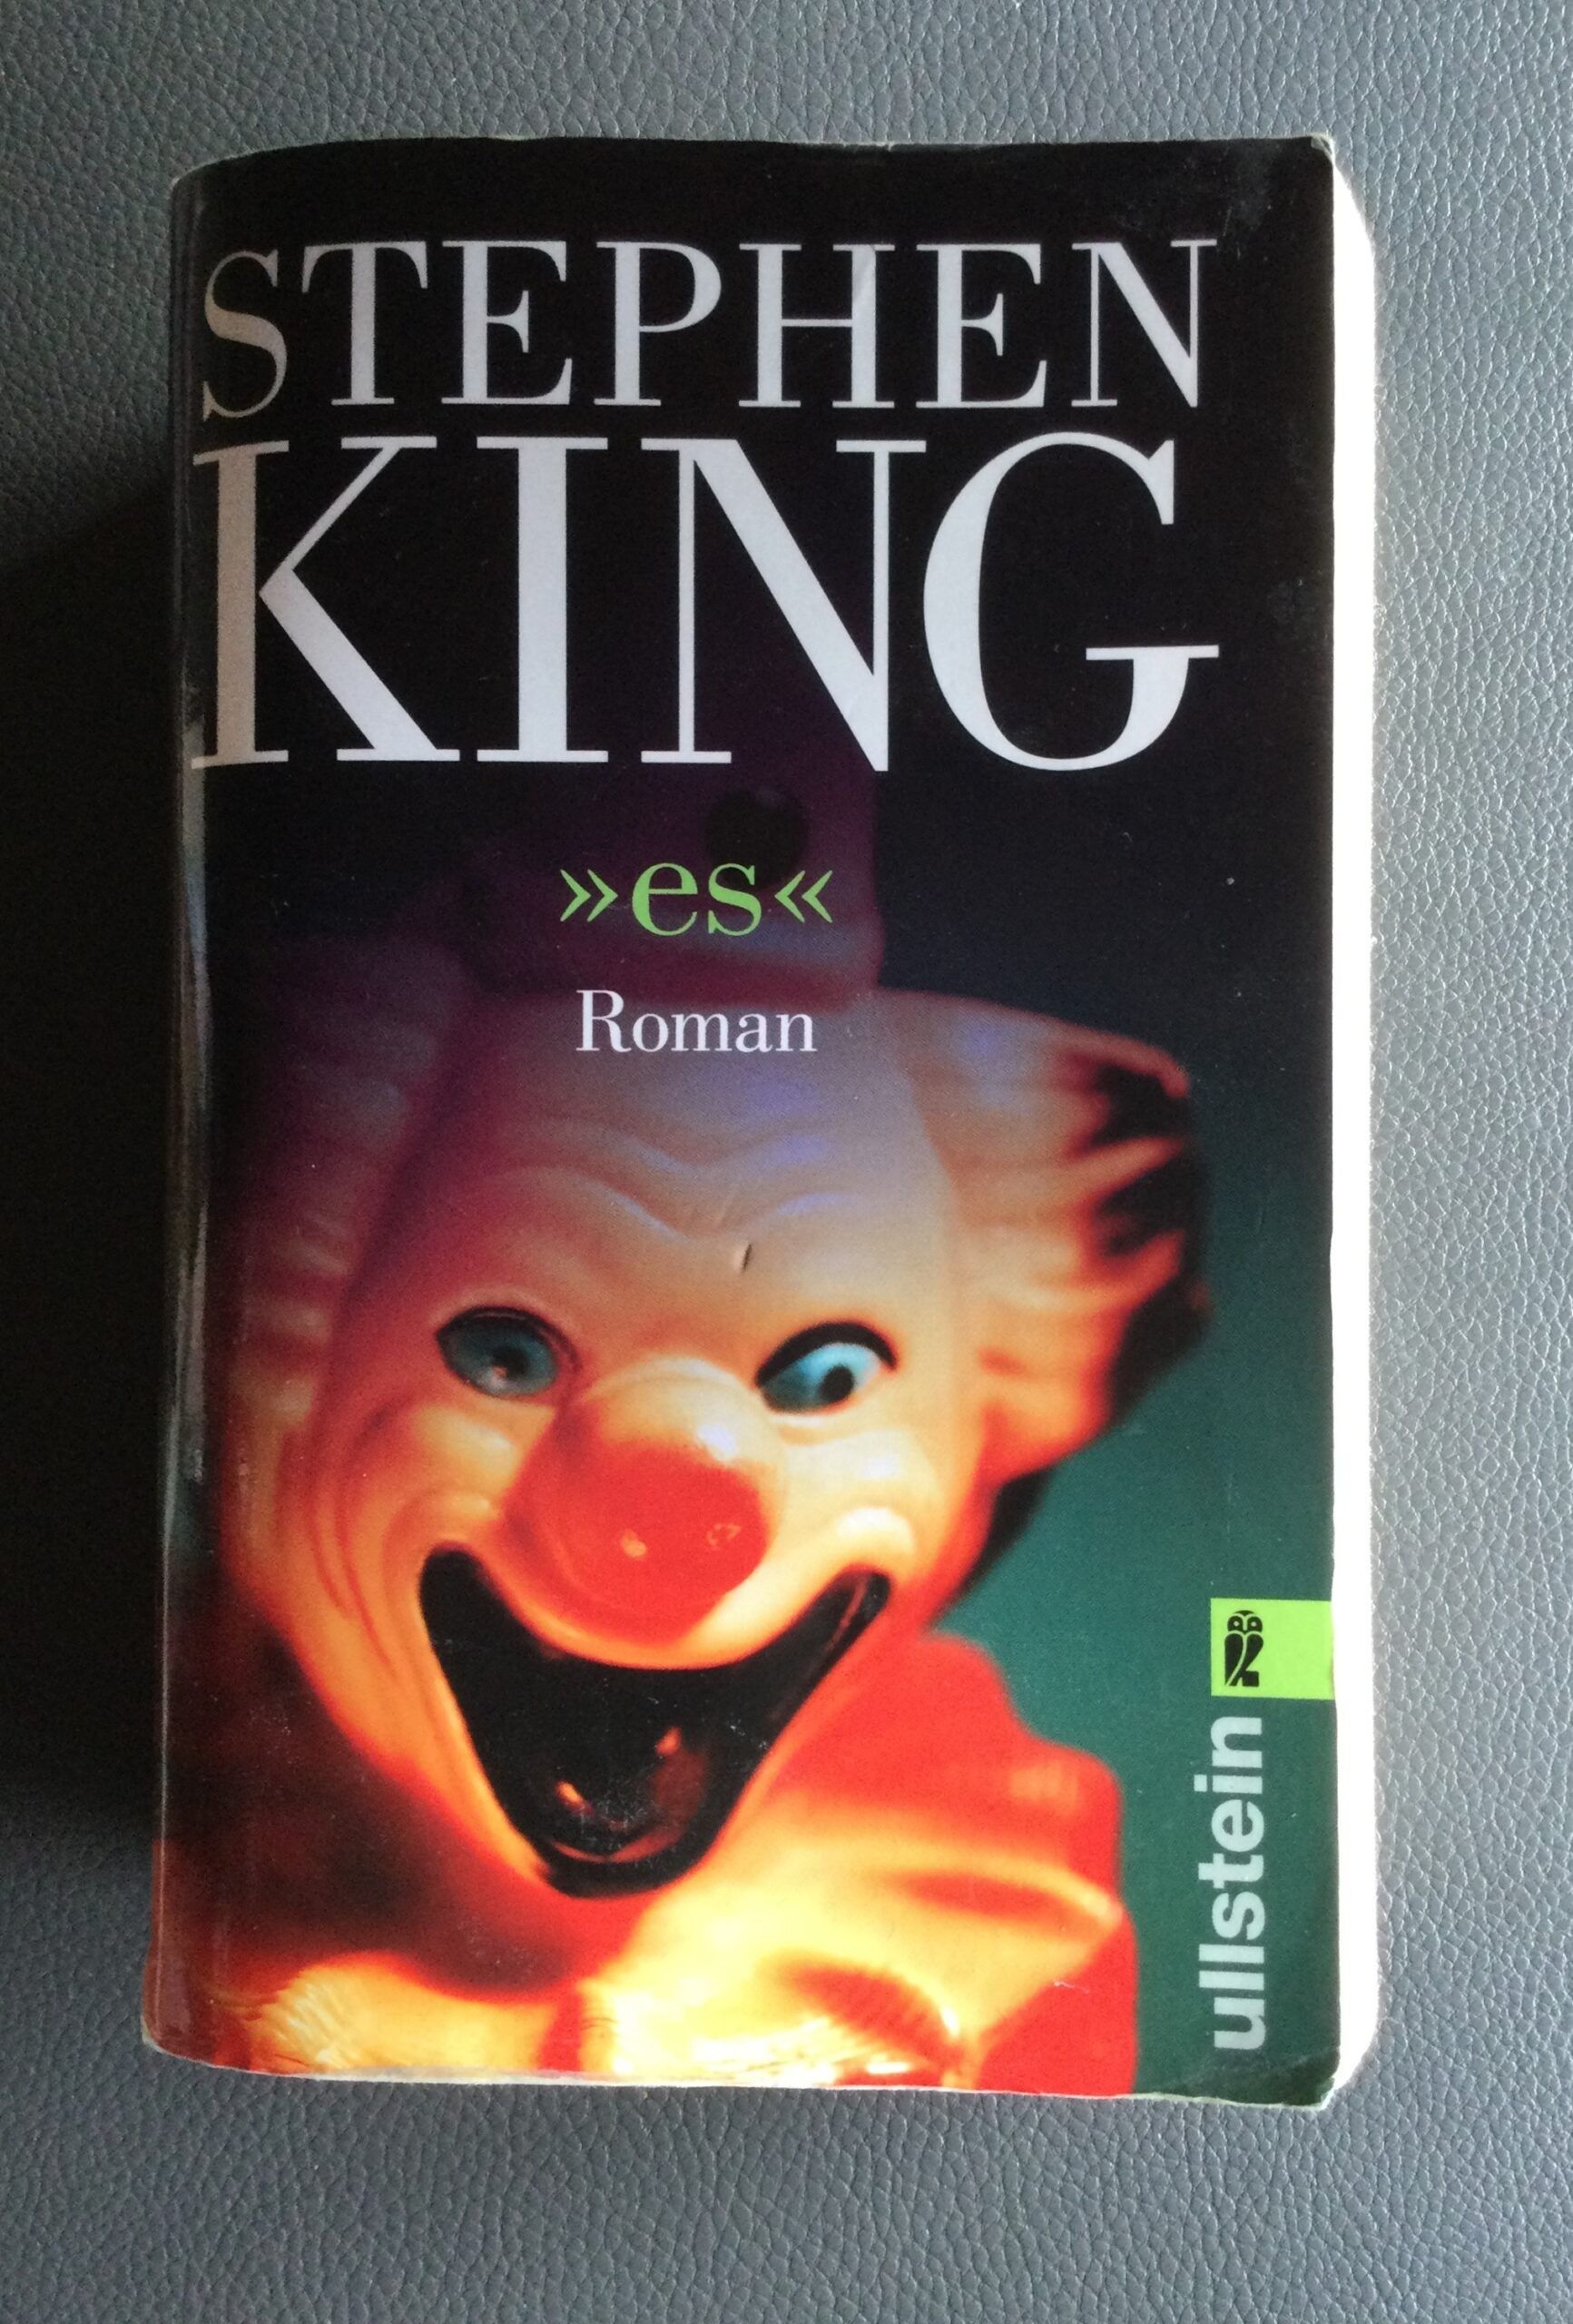 STEPHEN
KING
»es«
Roman
ullstein